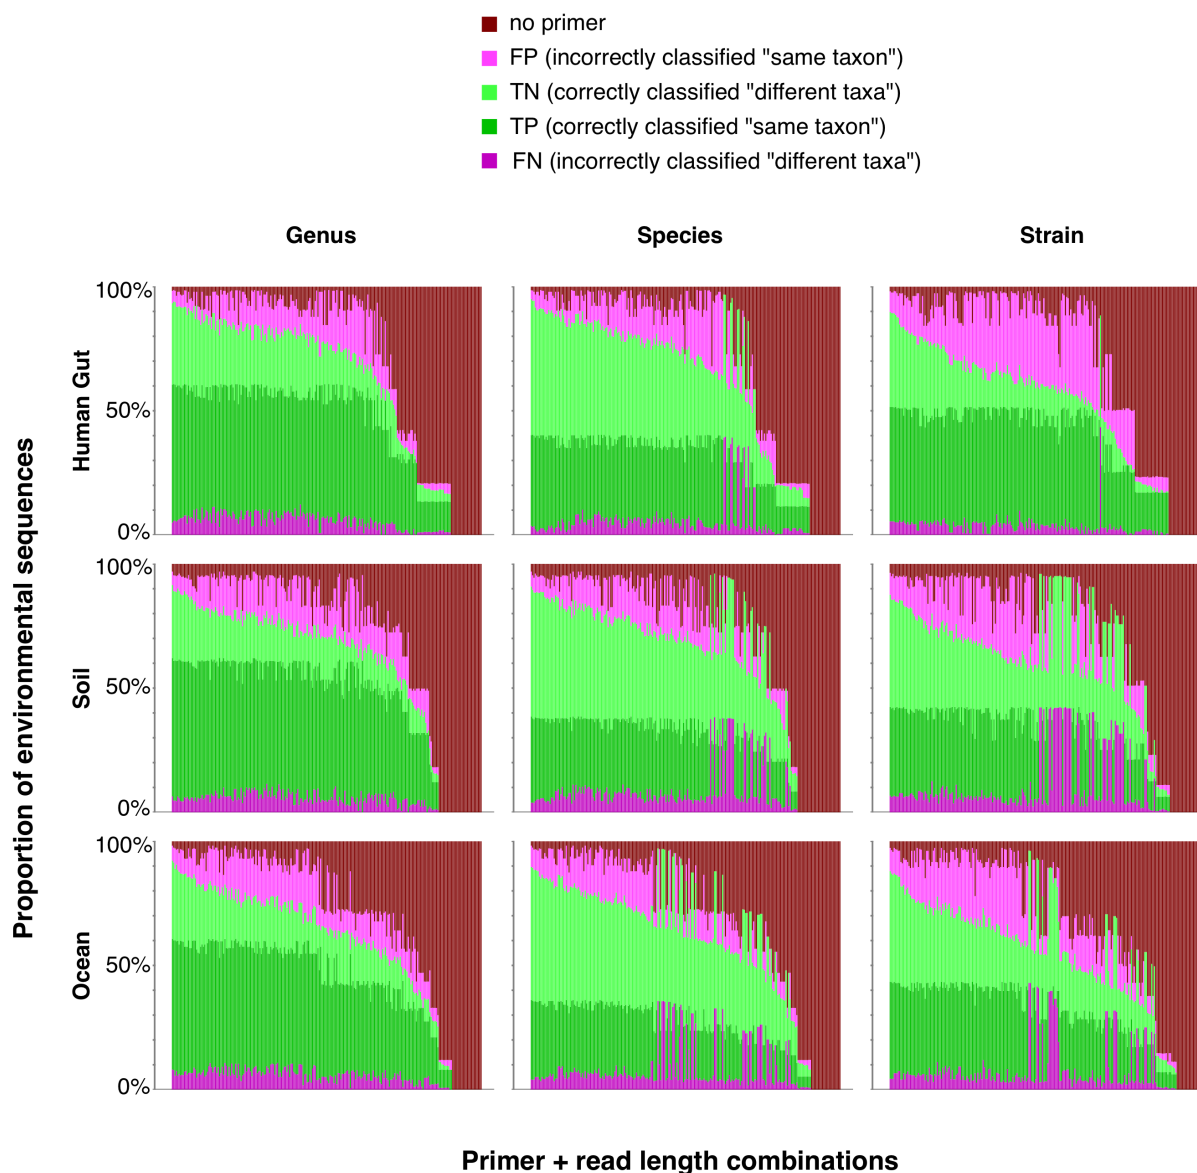 no primer
FP (incorrectly classified "same taxon")
TN (correctly classified "different taxa")
TP (correctly classified "same taxon")
FN (incorrectly classified "different taxa")
Genus
Species
Strain
Proportion of environmental sequences
Human Gut
100%
50%
0%
Soil
100%
50%
0%
Ocean
100%
50%
0%
Primer + read length combinations